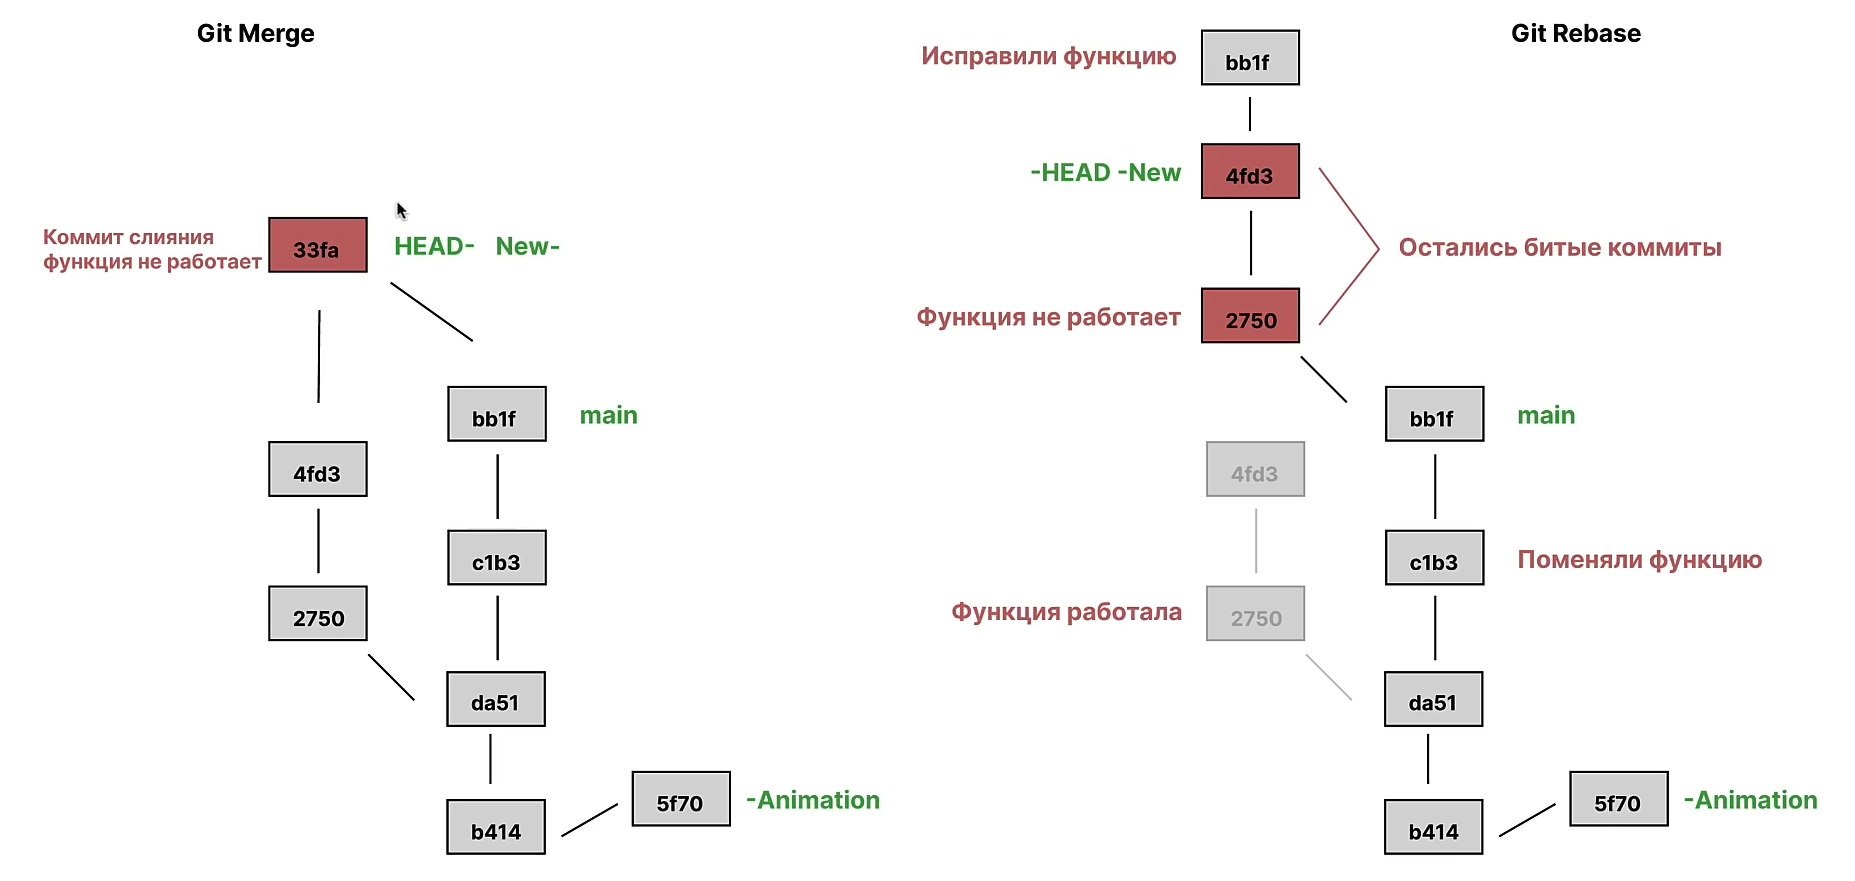 Git Merge
Коммит слияния
функция не работает
33fa
HEAD-
New-
bb1f
main
4fd3
c1b3
2750
da51
5f70
-Animation
b414
Git Rebase
Исправили функцию
bb1f
-HEAD -New
4fd3
Остались битые коммиты
Функция не работает
2750
bb1f
main
4fd3
c1b3
Поменяли функцию
Функция работала
2750
da51
5f70
-Animation
b414